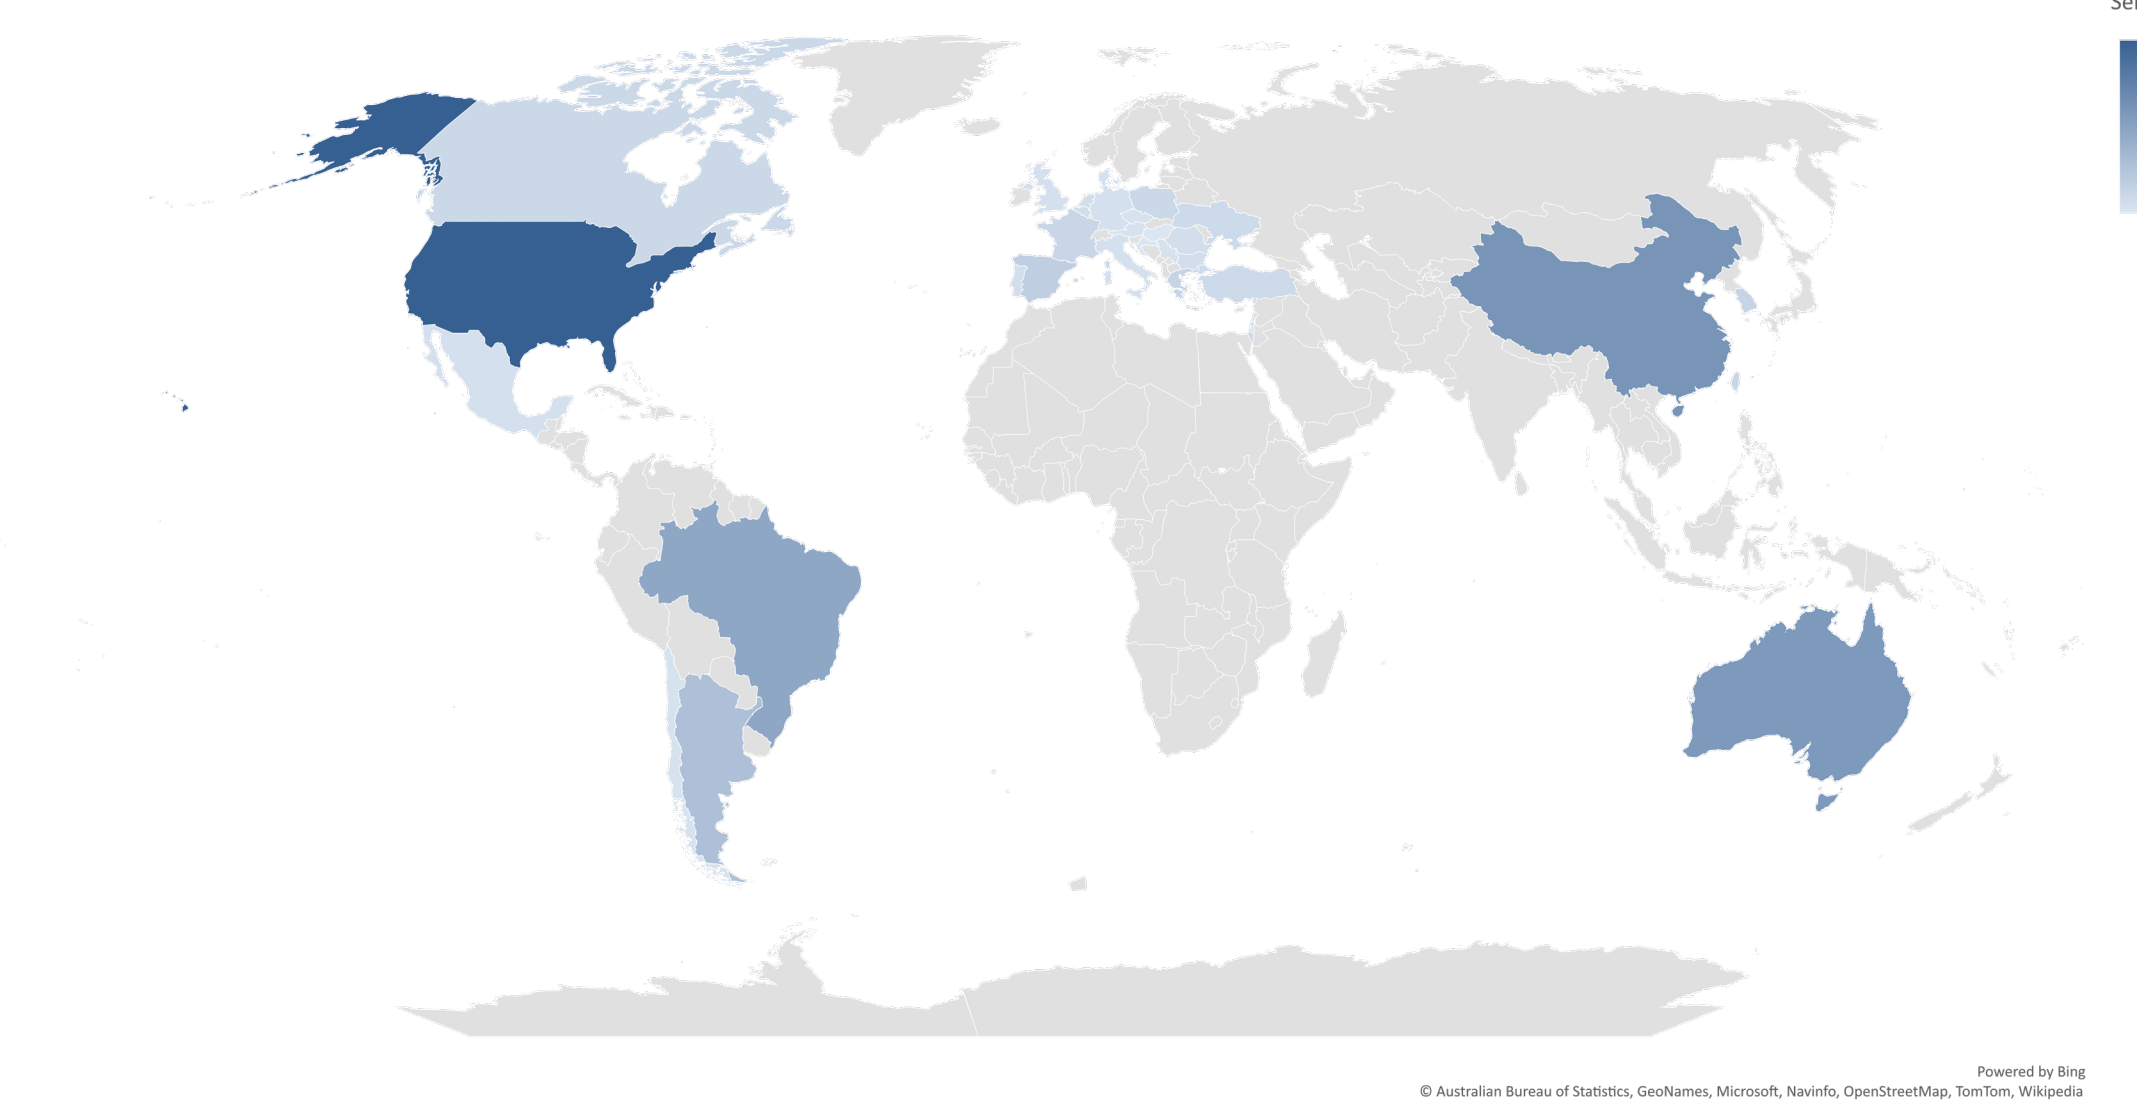 Powered by Bing
© Australian Bureau of Statistics, GeoNames, Microsoft, Navinfo, OpenStreetMap, TomTom, Wikipedia